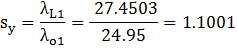 s_y = λ_L1 / λ_o1 = 27.4503 / 24.95 = 1.1001